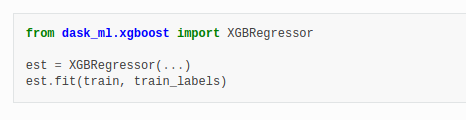 from dask_ml.xgboost import XGBRegressor
est = XGBRegressor(...)
est.fit(train, train_labels)